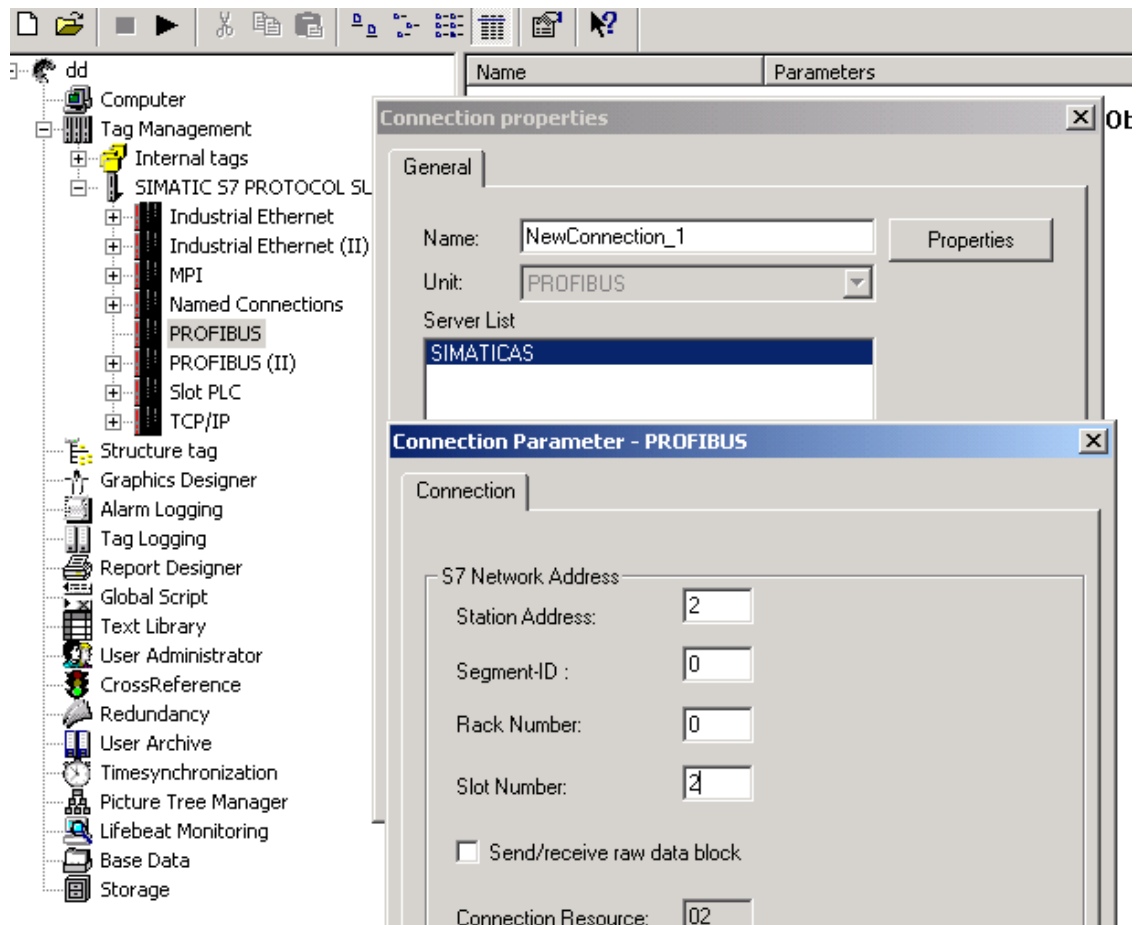 Name Parameters
dd
Computer
Tag Management
Internal tags
SIMATIC S7 PROTOCOL SU
Industrial Ethernet
Industrial Ethernet (II)
MPI
Named Connections
PROFIBUS
PROFIBUS (II)
Slot PLC
TCP/IP
Structure tag
Graphics Designer
Alarm Logging
Tag Logging
Report Designer
Global Script
Text Library
User Administrator
CrossReference
Redundancy
User Archive
Timesynchronization
Picture Tree Manager
Lifebeat Monitoring
Base Data
Storage
Connection properties
Ob
General
Name: NewConnection_1 Properties
Unit: PROFIBUS
Server List
SIMATICAS
Connection Parameter - PROFIBUS
Connection
S7 Network Address
Station Address: 2
Segment-ID : 0
Rack Number: 0
Slot Number: 2
Send/receive raw data block
Connection Resource: 02